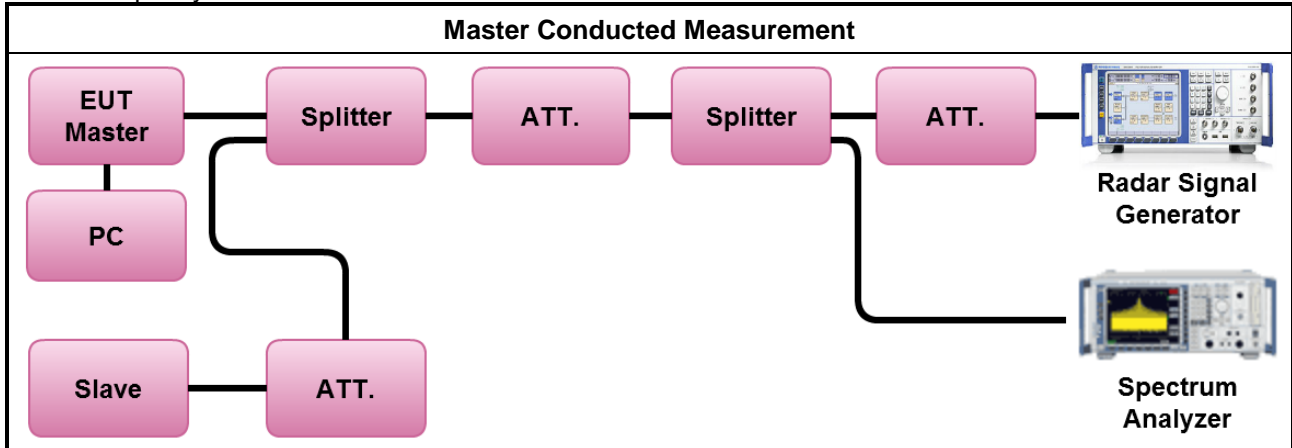 Master Conducted Measurement
EUT
Master
Splitter
ATT.
Splitter
ATT.
Radar Signal
Generator
PC
Slave
ATT.
Spectrum
Analyzer